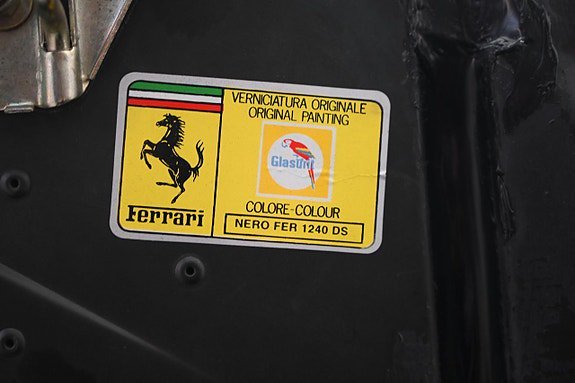 Ferrari
VERNICIATURA ORIGINALE
ORIGINAL PAINTING
Glasurit
COLORE-COLOUR
NERO FER 1240 DS